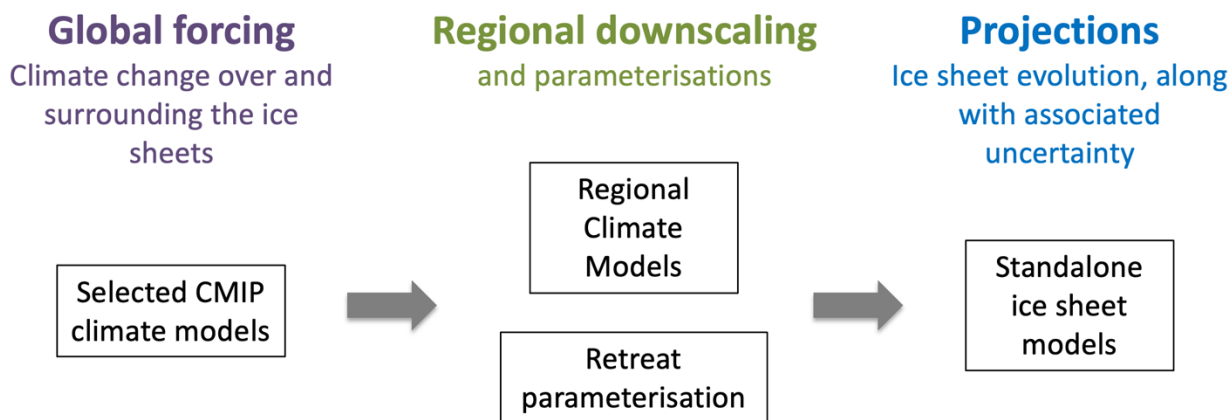 Global forcing
Climate change over and
surrounding the ice
sheets
Selected CMIP
climate models
Regional downscaling
and parameterisations
Regional
Climate
Models
Retreat
parameterisation
Projections
Ice sheet evolution, along
with associated
uncertainty
Standalone
ice sheet
models